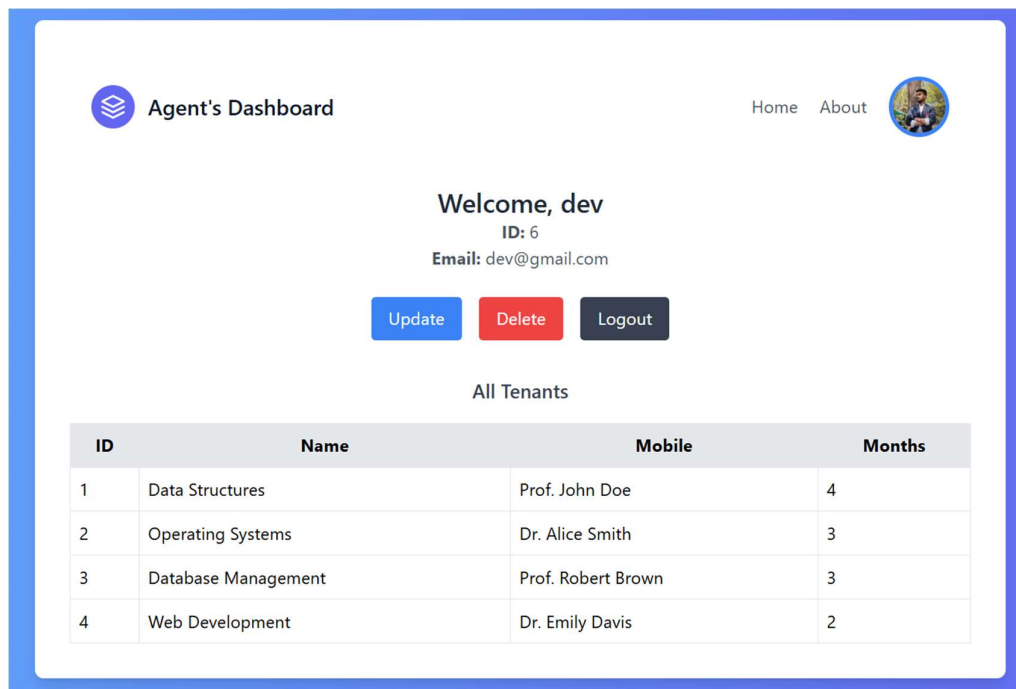 Agent's Dashboard
Home About
Welcome, dev
ID: 6
Email: dev@gmail.com
Update Delete Logout
All Tenants
ID Name Mobile Months
1 Data Structures Prof. John Doe 4
2 Operating Systems Dr. Alice Smith 3
3 Database Management Prof. Robert Brown 3
4 Web Development Dr. Emily Davis 2